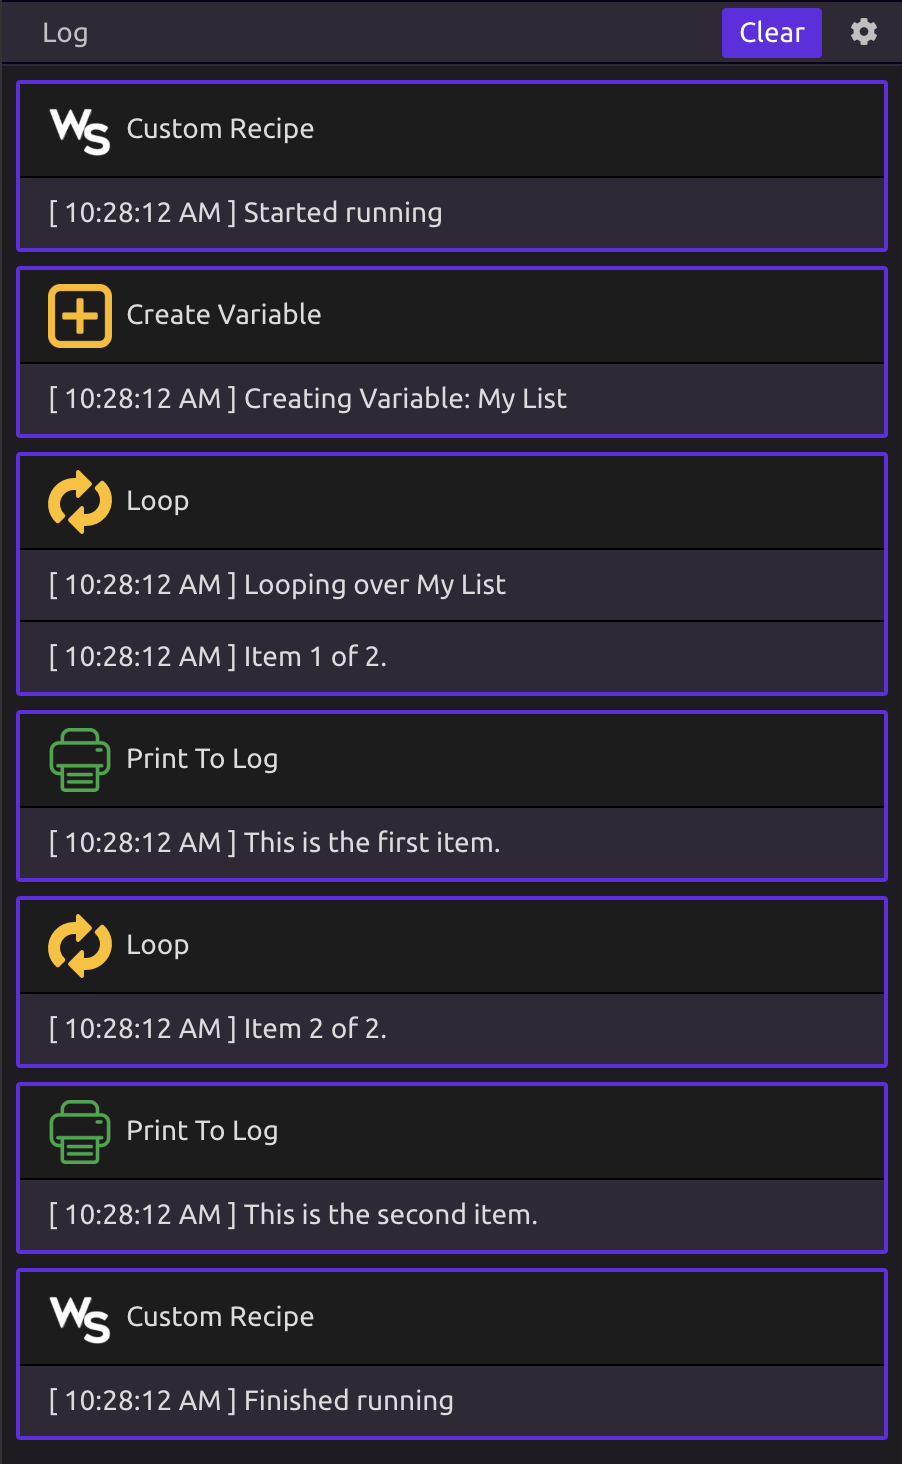 Log Clear
WS Custom Recipe
[ 10:28:12 AM ] Started running
Create Variable
[ 10:28:12 AM ] Creating Variable: My List
Loop
[ 10:28:12 AM ] Looping over My List
[ 10:28:12 AM ] Item 1 of 2.
Print To Log
[ 10:28:12 AM ] This is the first item.
Loop
[ 10:28:12 AM ] Item 2 of 2.
Print To Log
[ 10:28:12 AM ] This is the second item.
WS Custom Recipe
[ 10:28:12 AM ] Finished running